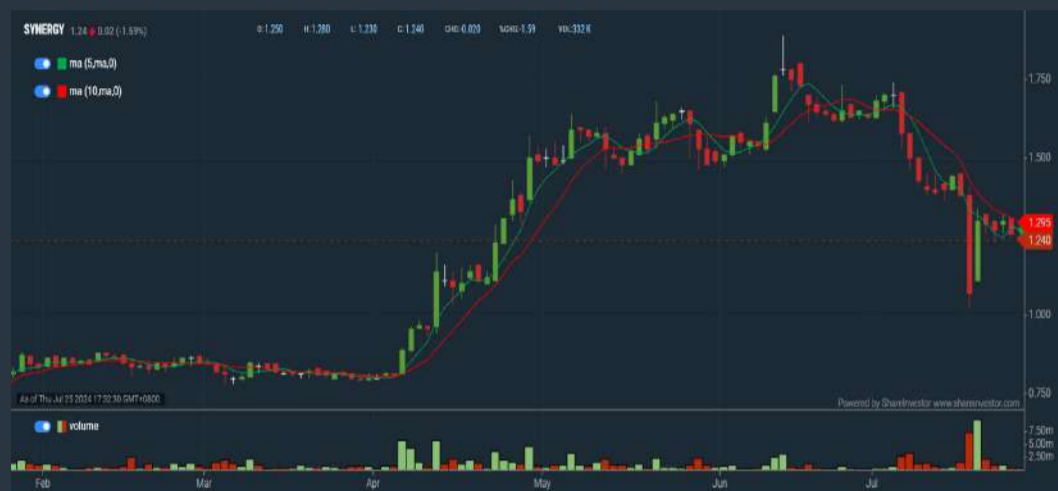 SYNERGY 1.24 0.02 (-1.59%) O:1.250 H:1.280 L:1.230 C:1.240 CHG:-0.020 %CHG:-1.59 VOL:332 K
ma (5,ma,0)
ma (10,ma,0)
1.750
1.500
1.295
1.240
1.000
0.750
As of Thu Jul 25 2024 17:32:30 GMT+0800
Powered by ShareInvestor www.shareinvestor.com
volume
7.50m
5.00m
2.50m
Feb Mar Apr May Jun Jul